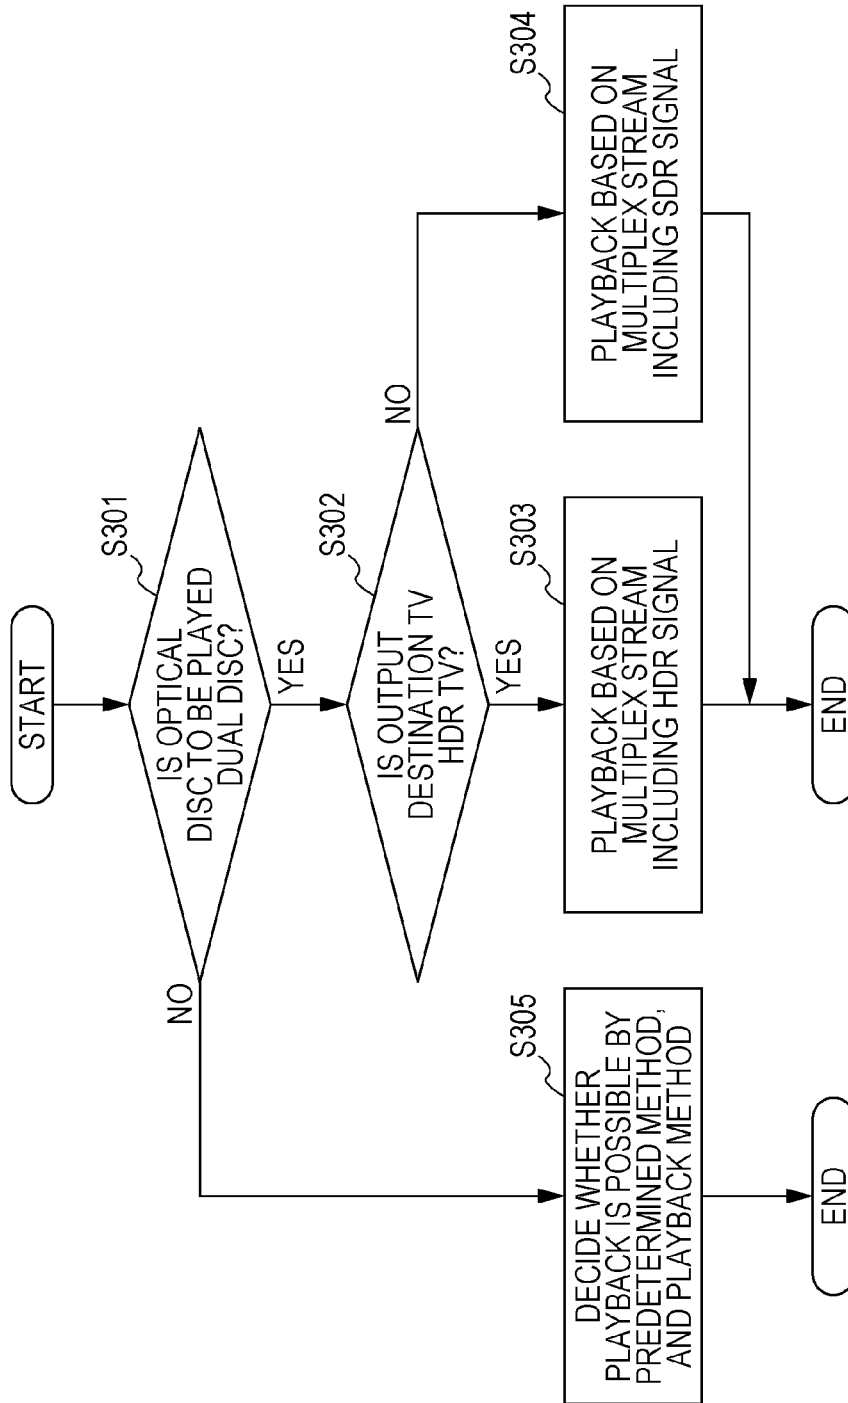 START
S301
IS OPTICAL
DISC TO BE PLAYED
DUAL DISC?
NO
YES
S302
IS OUTPUT
DESTINATION TV
HDR TV?
NO
YES
S305
DECIDE WHETHER
PLAYBACK IS POSSIBLE BY
PREDETERMINED METHOD,
AND PLAYBACK METHOD
S303
PLAYBACK BASED ON
MULTIPLEX STREAM
INCLUDING HDR SIGNAL
S304
PLAYBACK BASED ON
MULTIPLEX STREAM
INCLUDING SDR SIGNAL
END
END